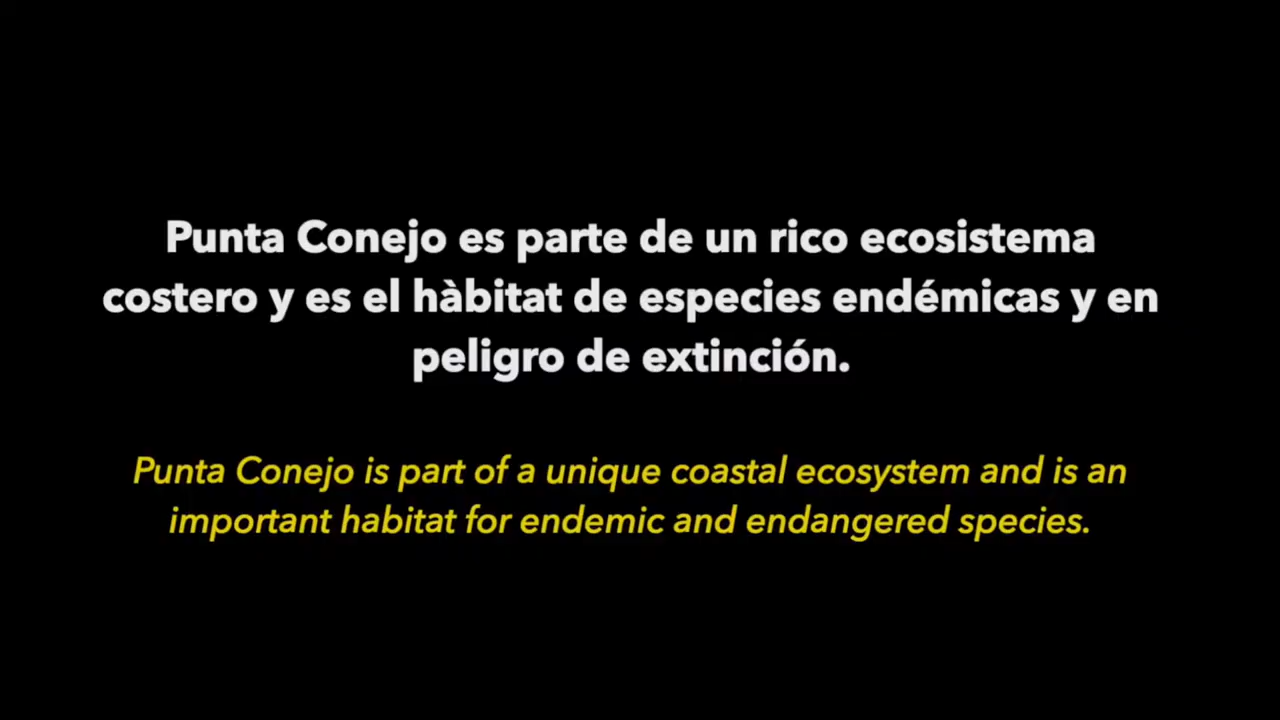 Punta Conejo es parte de un rico ecosistema
costero y es el hàbitat de especies endémicas y en
peligro de extinción.
Punta Conejo is part of a unique coastal ecosystem and is an
important habitat for endemic and endangered species.